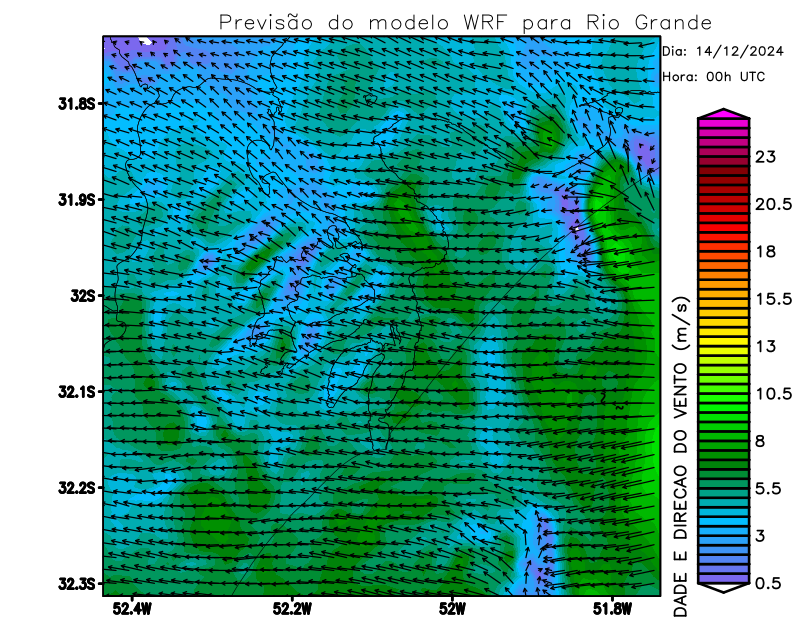 Previsão do modelo WRF para Rio Grande
Dia: 14/12/2024
Hora: 00h UTC
31.8S
31.9S
32S
32.1S
32.2S
32.3S
52.4W
52.2W
52W
51.8W
23
20.5
18
15.5
13
10.5
8
5.5
3
0.5
DADE E DIRECAO DO VENTO (m/s)